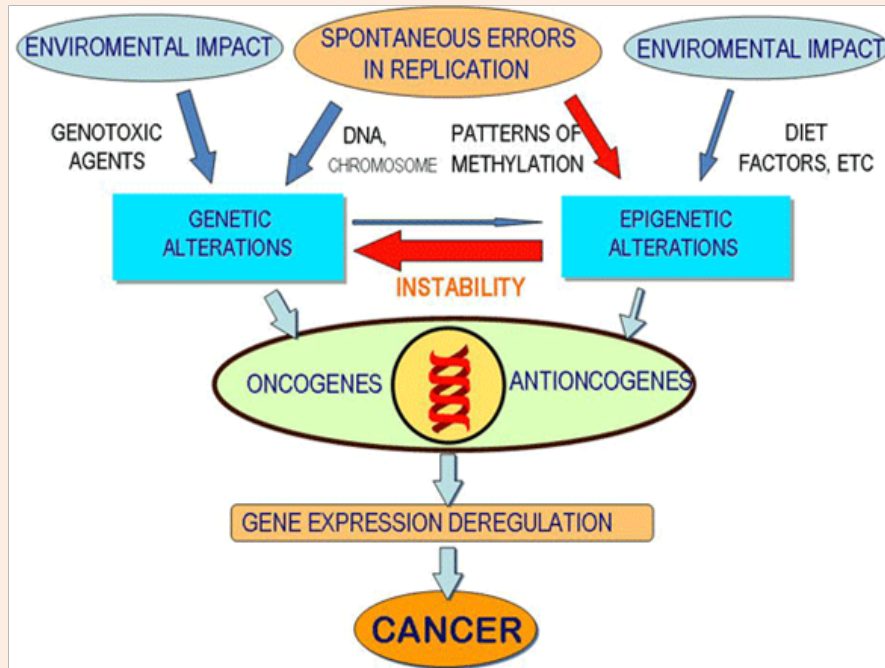 ENVIROMENTAL IMPACT
SPONTANEOUS ERRORS
IN REPLICATION
ENVIROMENTAL IMPACT
GENOTOXIC
AGENTS
DNA,
CHROMOSOME
PATTERNS OF
METHYLATION
DIET
FACTORS, ETC
GENETIC
ALTERATIONS
EPIGENETIC
ALTERATIONS
INSTABILITY
ONCOGENES
ANTIONCOGENES
GENE EXPRESSION DEREGULATION
CANCER